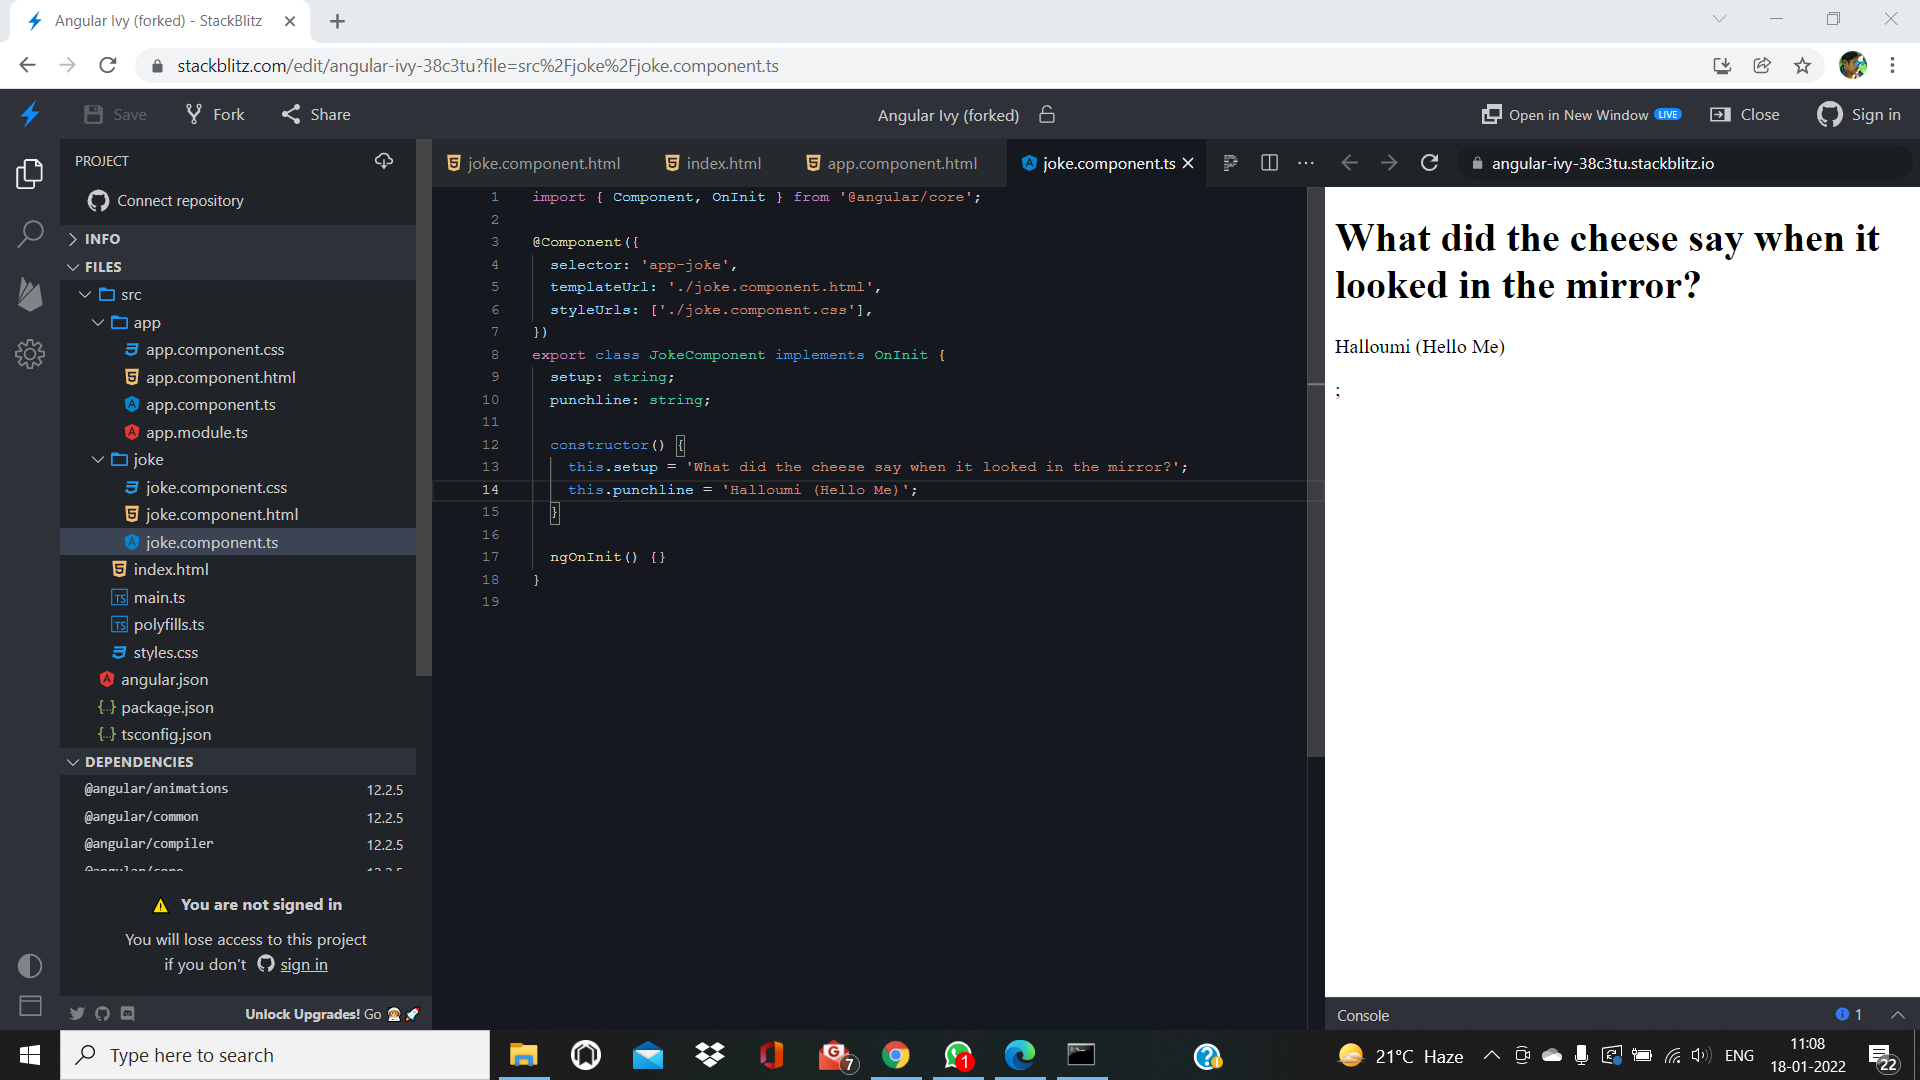 Angular Ivy (forked) - StackBlitz
stackblitz.com/edit/angular-ivy-38c3tu?file=src%2Fjoke%2Fjoke.component.ts
Save Fork Share
Angular Ivy (forked)
Open in New Window LIVE Close Sign in
PROJECT
Connect repository
INFO
FILES
src
app
app.component.css
app.component.html
app.component.ts
app.module.ts
joke
joke.component.css
joke.component.html
joke.component.ts
index.html
main.ts
polyfills.ts
styles.css
angular.json
package.json
tsconfig.json
DEPENDENCIES
@angular/animations 12.2.5
@angular/common 12.2.5
@angular/compiler 12.2.5
You are not signed in
You will lose access to this project
if you don't sign in
Unlock Upgrades! Go
joke.component.html index.html app.component.html joke.component.ts
1 import { Component, OnInit } from '@angular/core';
2
3 @Component({
4 selector: 'app-joke',
5 templateUrl: './joke.component.html',
6 styleUrls: ['./joke.component.css'],
7 })
8 export class JokeComponent implements OnInit {
9 setup: string;
10 punchline: string;
11
12 constructor() {
13 this.setup = 'What did the cheese say when it looked in the mirror?';
14 this.punchline = 'Halloumi (Hello Me)';
15 }
16
17 ngOnInit() {}
18 }
19
angular-ivy-38c3tu.stackblitz.io
What did the cheese say when it
looked in the mirror?
Halloumi (Hello Me)
;
Console 1
Type here to search
7
1
21°C Haze
ENG
11:08
18-01-2022
22